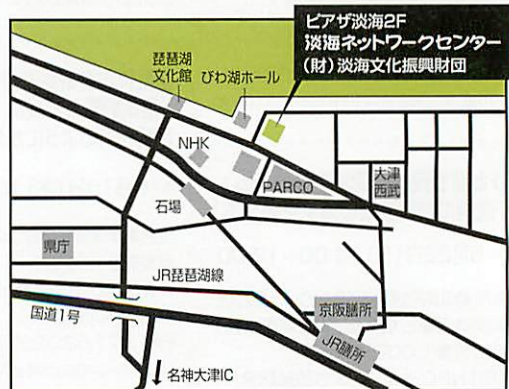 ピアザ淡海2F
淡海ネットワークセンター
(財)淡海文化振興財団
琵琶湖
文化館
びわ湖ホール
NHK
PARCO
大津
西武
石場
県庁
JR琵琶湖線
国道1号
京阪膳所
JR膳所
名神大津IC